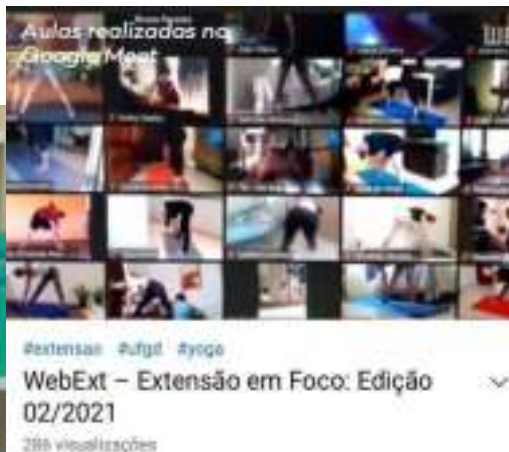 Aulas realizadas no
Google Meet
#extensao #ufgd #yoga
WebExt – Extensão em Foco: Edição
02/2021
286 visualizações